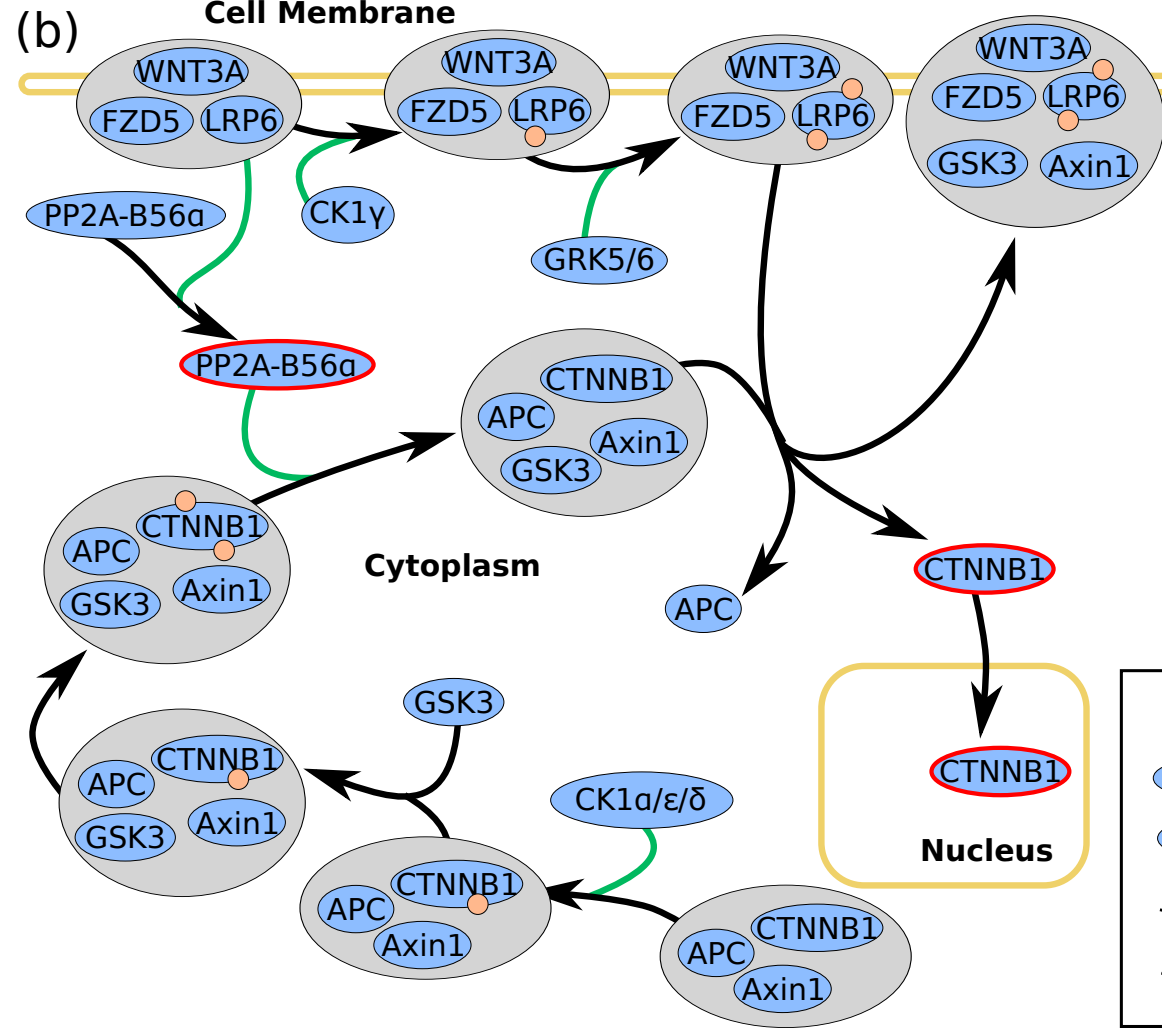 (b)
Cell Membrane
WNT3A
FZD5
LRP6
WNT3A
FZD5
LRP6
WNT3A
FZD5
LRP6
WNT3A
FZD5
LRP6
GSK3
Axin1
PP2A-B56α
CK1γ
GRK5/6
PP2A-B56α
CTNNB1
APC
Axin1
GSK3
CTNNB1
APC
Axin1
GSK3
Cytoplasm
CTNNB1
APC
GSK3
CTNNB1
APC
Axin1
GSK3
CK1α/ε/δ
CTNNB1
Nucleus
CTNNB1
APC
Axin1
CTNNB1
APC
Axin1